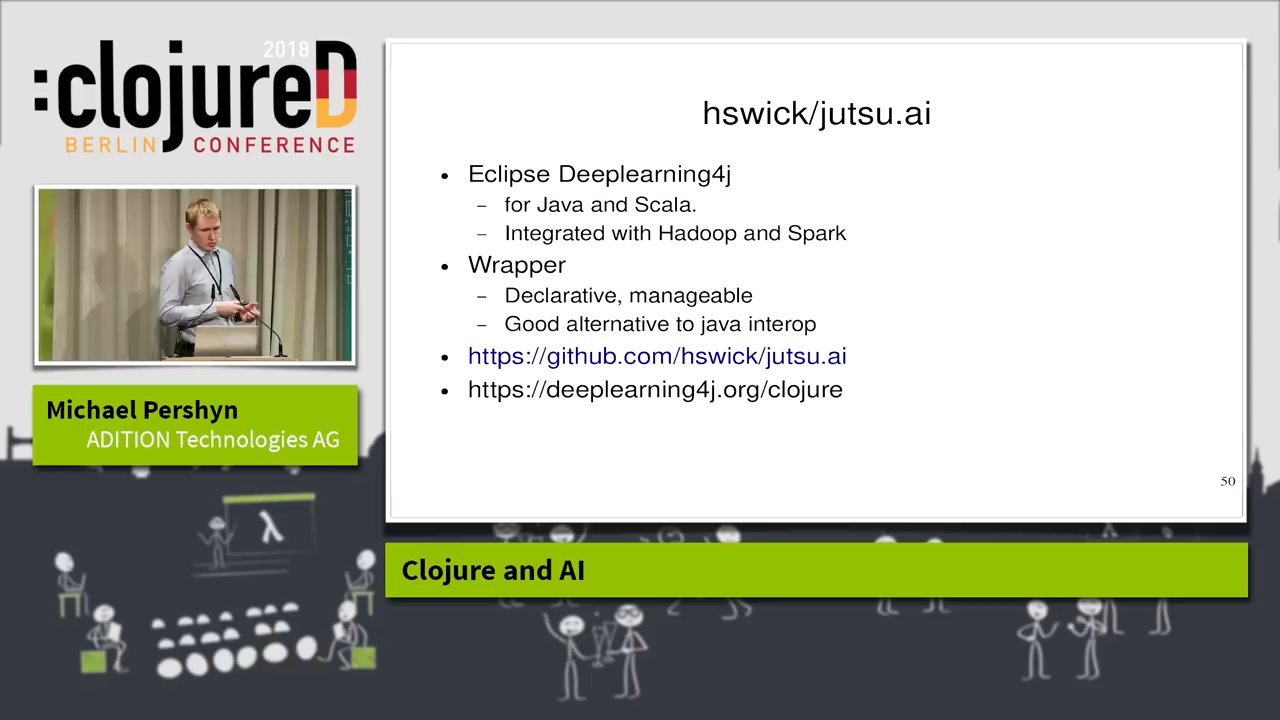 2018
:clojureD
BERLIN CONFERENCE
hswick/jutsu.ai
• Eclipse Deeplearning4j
– for Java and Scala.
– Integrated with Hadoop and Spark
• Wrapper
– Declarative, manageable
– Good alternative to java interop
• https://github.com/hswick/jutsu.ai
• https://deeplearning4j.org/clojure
50
Michael Pershyn
ADITION Technologies AG
Clojure and AI
λ